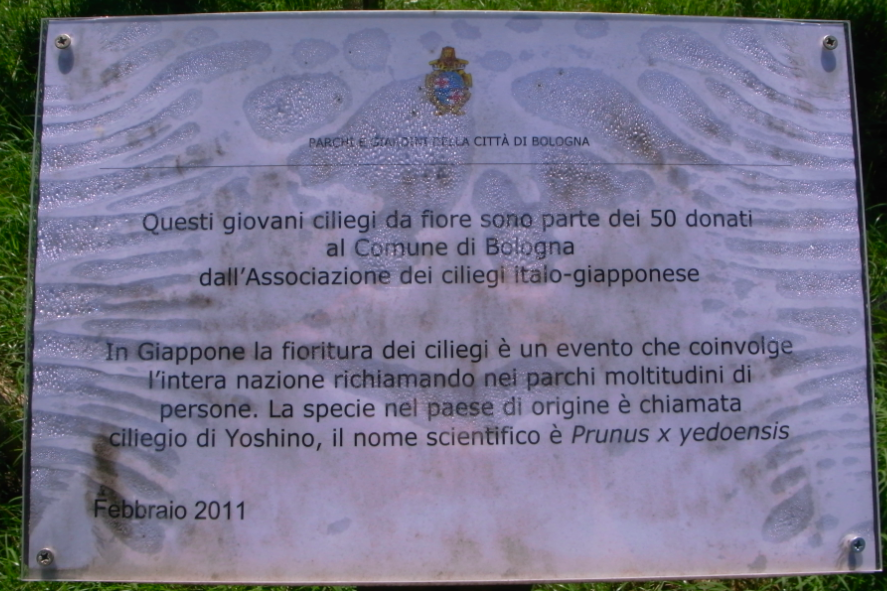 PARCHI E GIARDINI DELLA CITTÀ DI BOLOGNA
Questi giovani ciliegi da fiore sono parte dei 50 donati
al Comune di Bologna
dall'Associazione dei ciliegi italo-giapponese
In Giappone la fioritura dei ciliegi è un evento che coinvolge
l'intera nazione richiamando nei parchi moltitudini di
persone. La specie nel paese di origine è chiamata
ciliegio di Yoshino, il nome scientifico è Prunus x yedoensis
Febbraio 2011